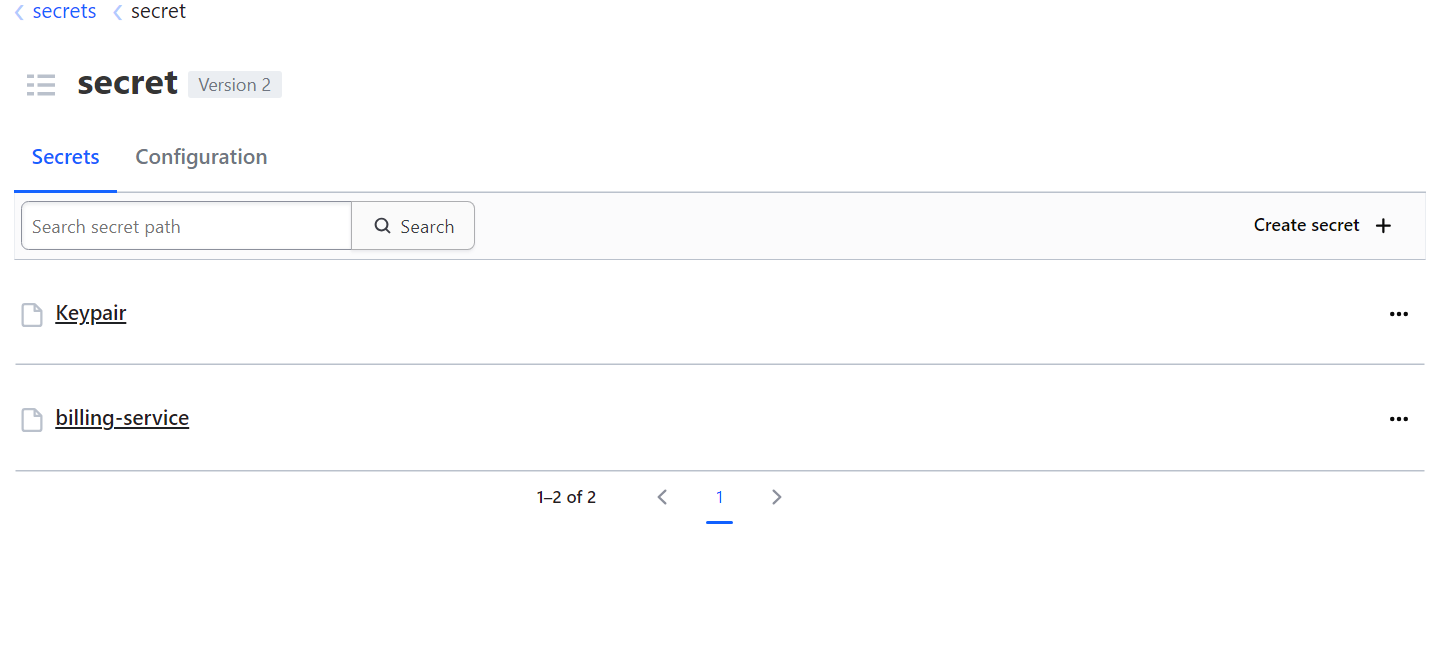 secrets secret
secret Version 2
Secrets Configuration
Search secret path Search Create secret
Keypair
billing-service
1–2 of 2 1